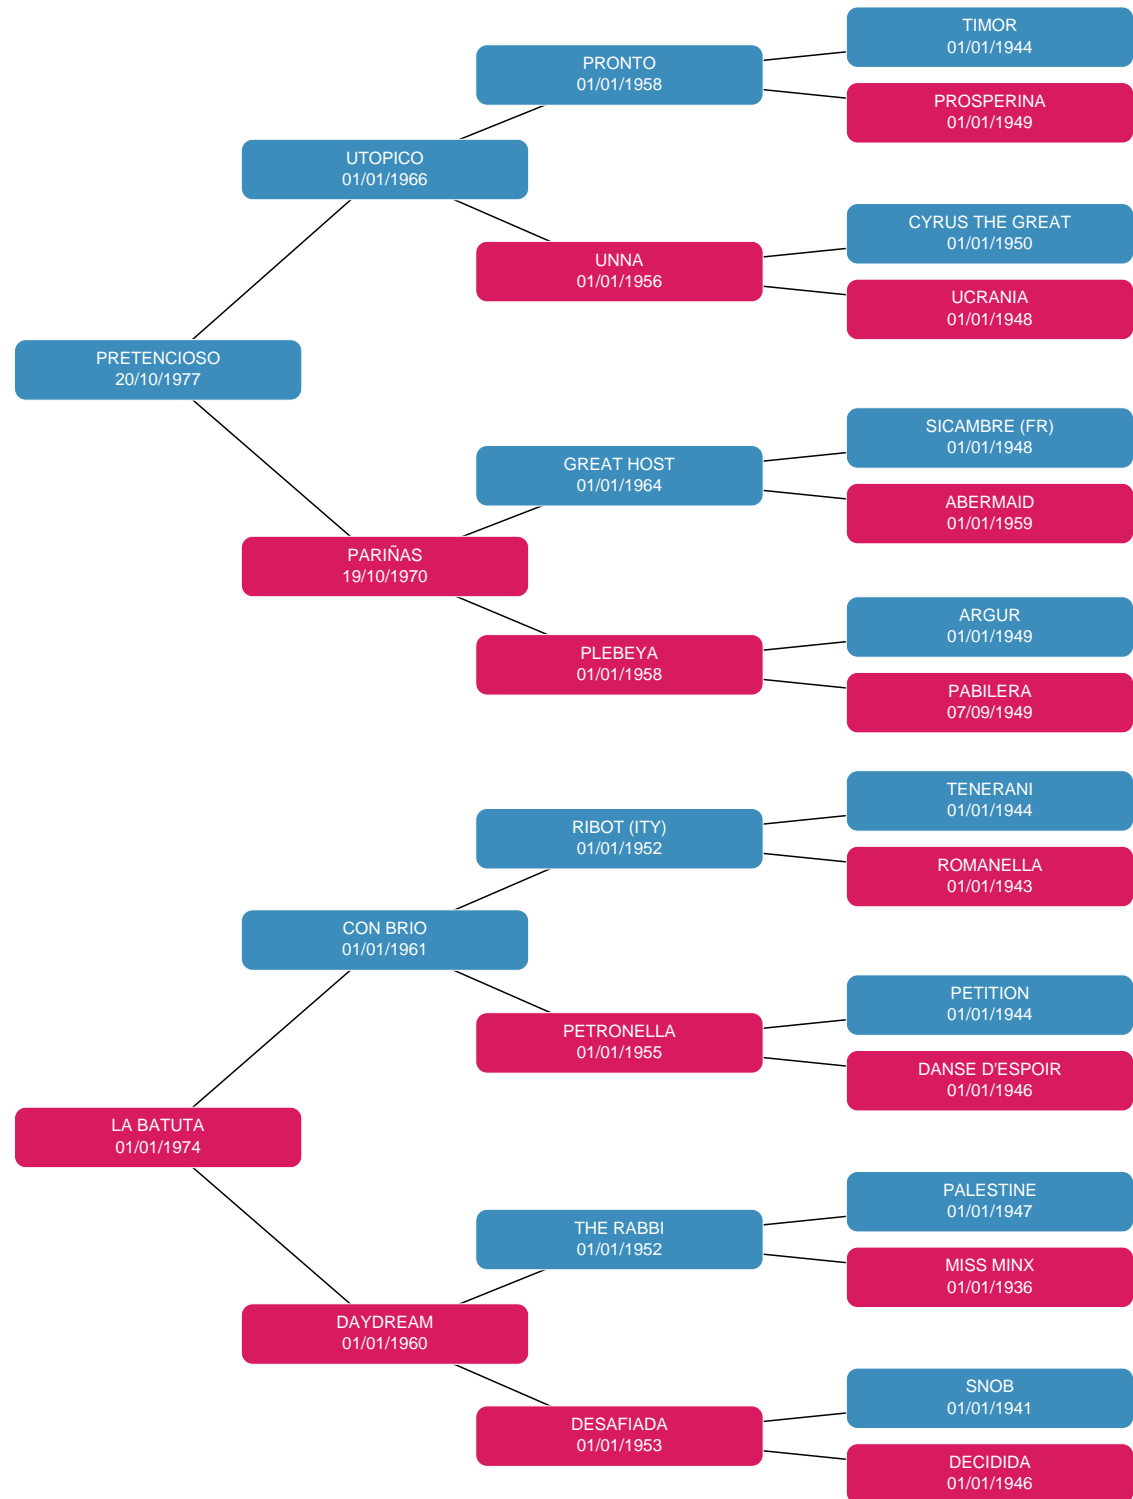 TIMOR
01/01/1944
PRONTO
01/01/1958
PROSPERINA
01/01/1949
UTOPICO
01/01/1966
CYRUS THE GREAT
01/01/1950
UNNA
01/01/1956
UCRANIA
01/01/1948
PRETENCIOSO
20/10/1977
SICAMBRE (FR)
01/01/1948
GREAT HOST
01/01/1964
ABERMAID
01/01/1959
PARIÑAS
19/10/1970
ARGUR
01/01/1949
PLEBEYA
01/01/1958
PABILERA
07/09/1949
TENERANI
01/01/1944
RIBOT (ITY)
01/01/1952
ROMANELLA
01/01/1943
CON BRIO
01/01/1961
PETITION
01/01/1944
PETRONELLA
01/01/1955
DANSE D'ESPOIR
01/01/1946
LA BATUTA
01/01/1974
PALESTINE
01/01/1947
THE RABBI
01/01/1952
MISS MINX
01/01/1936
DAYDREAM
01/01/1960
SNOB
01/01/1941
DESAFIADA
01/01/1953
DECIDIDA
01/01/1946